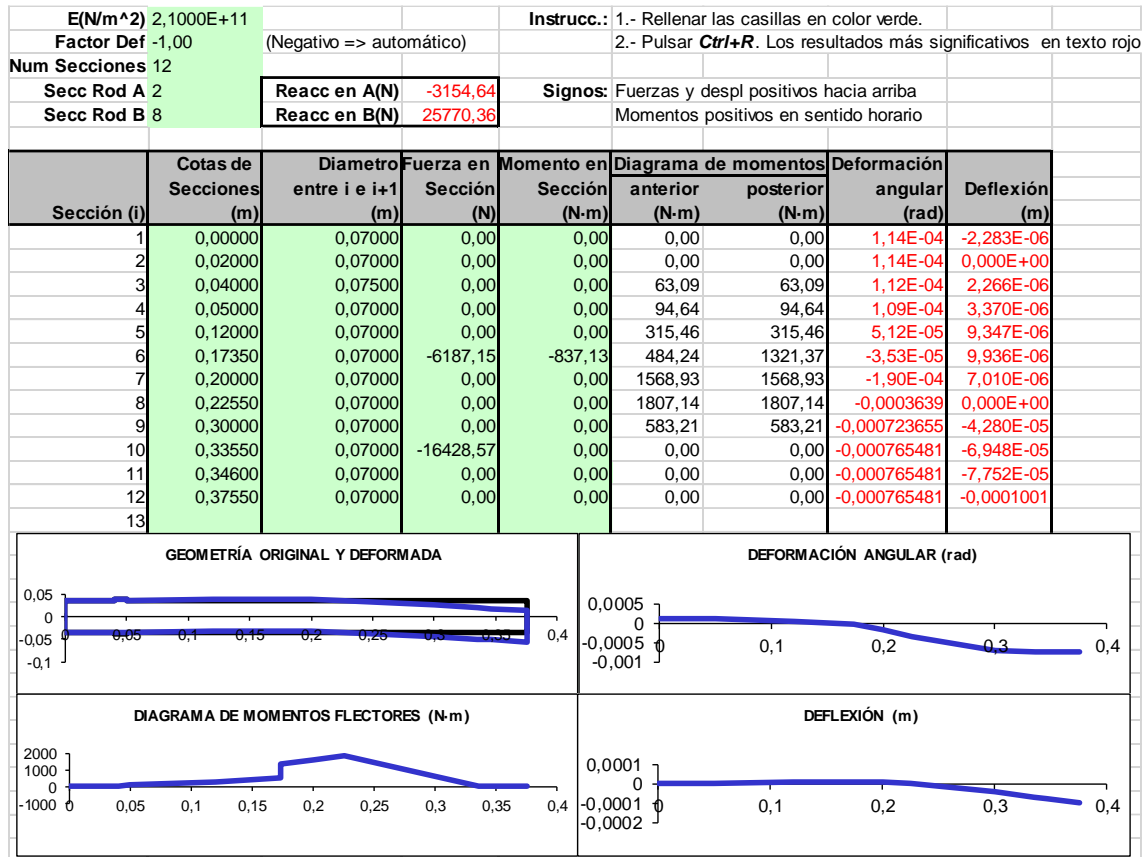 E(N/m^2) 2,1000E+11 Instrucc.: 1.- Rellenar las casillas en color verde.
Factor Def -1,00 (Negativo => automático) 2.- Pulsar Ctrl+R. Los resultados más significativos en texto rojo
Num Secciones 12
Secc Rod A 2 Reacc en A(N) -3154,64 Signos: Fuerzas y despl positivos hacia arriba
Secc Rod B 8 Reacc en B(N) 25770,36 Momentos positivos en sentido horario
Cotas de Diametro Fuerza en Momento en Diagrama de momentos Deformación
Secciones entre i e i+1 Sección Sección anterior posterior angular Deflexión
Sección (i) (m) (m) (N) (N·m) (N·m) (N·m) (rad) (m)
1 0,00000 0,07000 0,00 0,00 0,00 0,00 1,14E-04 -2,283E-06
2 0,02000 0,07000 0,00 0,00 0,00 0,00 1,14E-04 0,000E+00
3 0,04000 0,07500 0,00 0,00 63,09 63,09 1,12E-04 2,266E-06
4 0,05000 0,07000 0,00 0,00 94,64 94,64 1,09E-04 3,370E-06
5 0,12000 0,07000 0,00 0,00 315,46 315,46 5,12E-05 9,347E-06
6 0,17350 0,07000 -6187,15 -837,13 484,24 1321,37 -3,53E-05 9,936E-06
7 0,20000 0,07000 0,00 0,00 1568,93 1568,93 -1,90E-04 7,010E-06
8 0,22550 0,07000 0,00 0,00 1807,14 1807,14 -0,0003639 0,000E+00
9 0,30000 0,07000 0,00 0,00 583,21 583,21 -0,000723655 -4,280E-05
10 0,33550 0,07000 -16428,57 0,00 0,00 0,00 -0,000765481 -6,948E-05
11 0,34600 0,07000 0,00 0,00 0,00 0,00 -0,000765481 -7,752E-05
12 0,37550 0,07000 0,00 0,00 0,00 0,00 -0,000765481 -0,0001001
13
GEOMETRÍA ORIGINAL Y DEFORMADA
0,05
0
-0,05
-0,1
0 0,05 0,1 0,15 0,2 0,25 0,3 0,35 0,4
DEFORMACIÓN ANGULAR (rad)
0,0005
0
-0,0005
-0,001
0 0,1 0,2 0,3 0,4
DIAGRAMA DE MOMENTOS FLECTORES (N·m)
2000
1000
0
-1000
0 0,05 0,1 0,15 0,2 0,25 0,3 0,35 0,4
DEFLEXIÓN (m)
0,0001
0
-0,0001
-0,0002
0 0,1 0,2 0,3 0,4